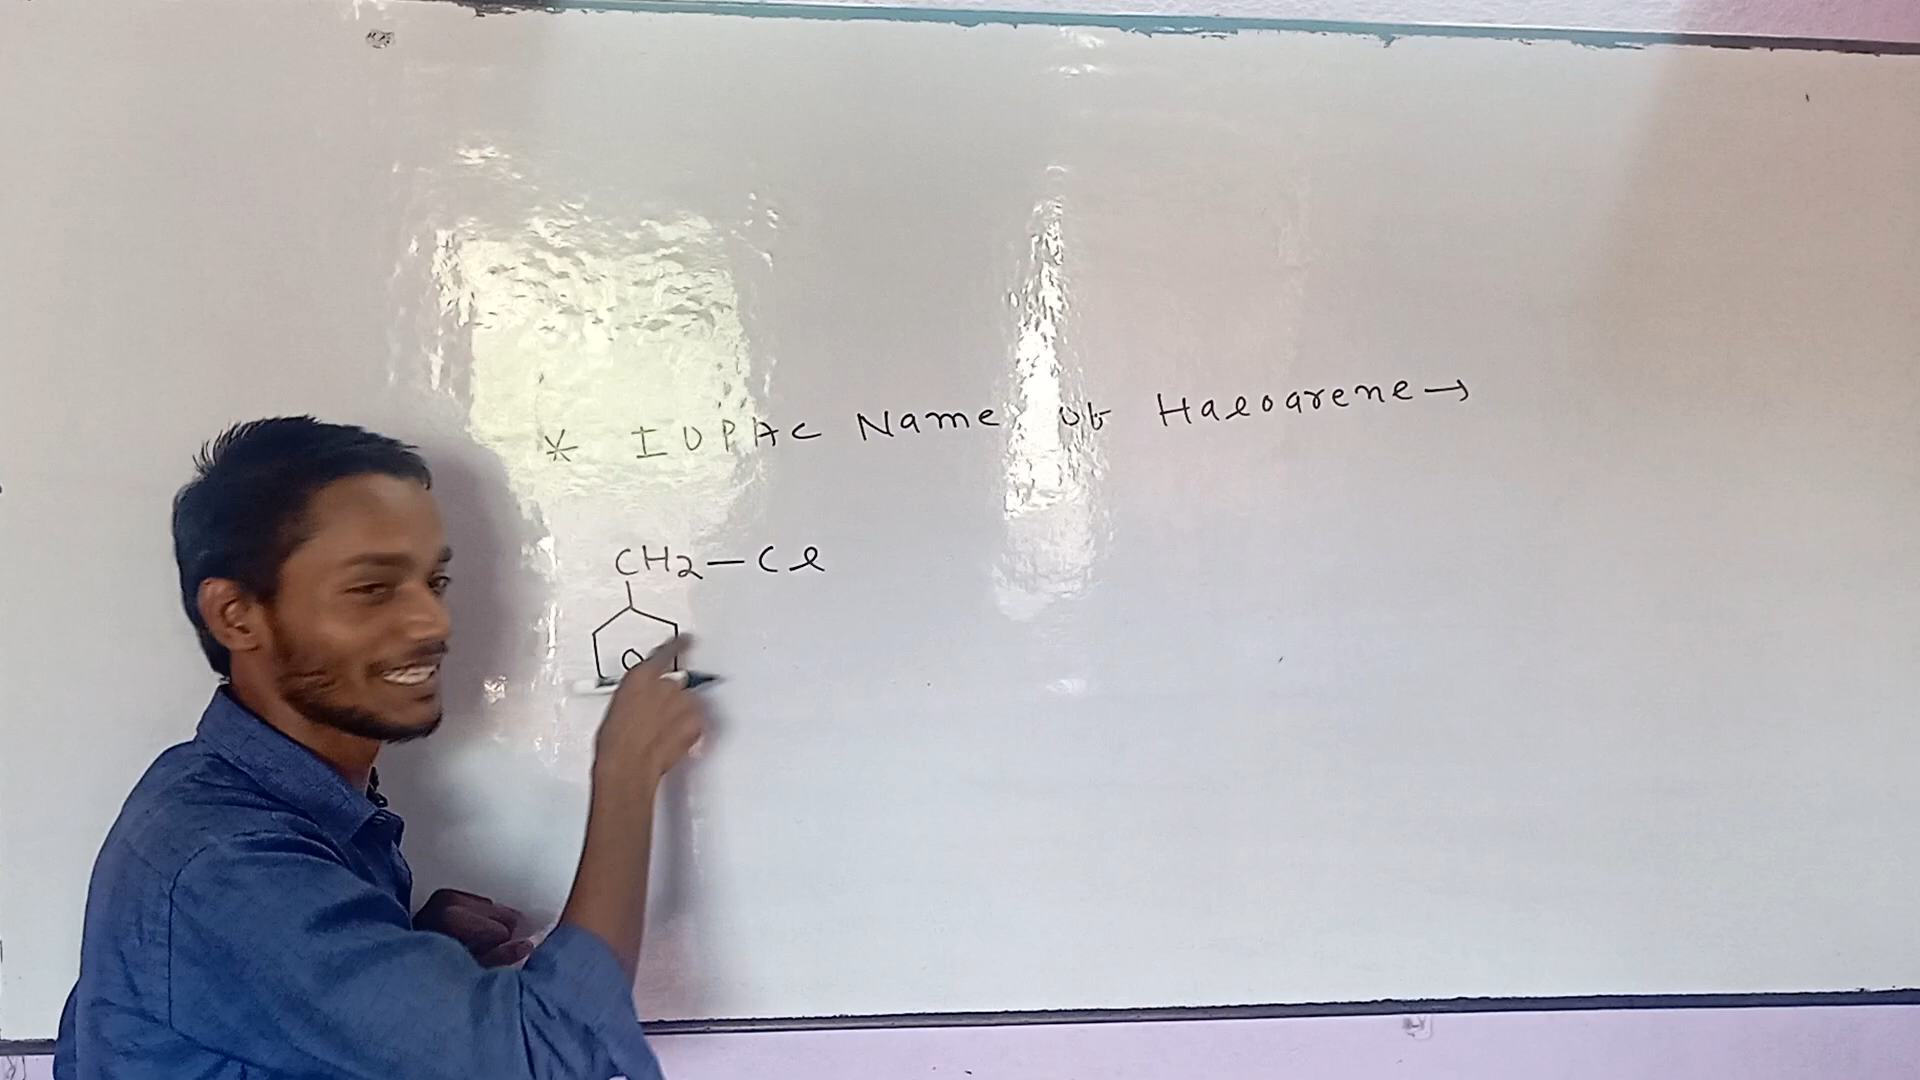 * IUPAC Name of Haloarene →
CH2-Cl